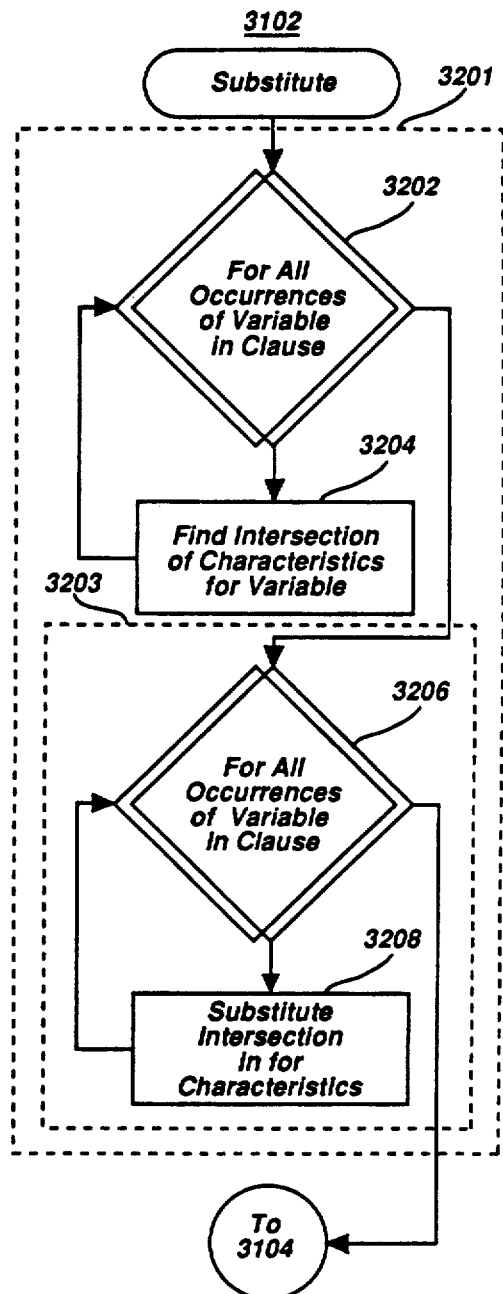 3102
Substitute
3201
3202
For All
Occurrences
of Variable
in Clause
3204
Find Intersection
of Characteristics
for Variable
3203
3206
For All
Occurrences
of Variable
In Clause
3208
Substitute
Intersection
in for
Characteristics
To
3104